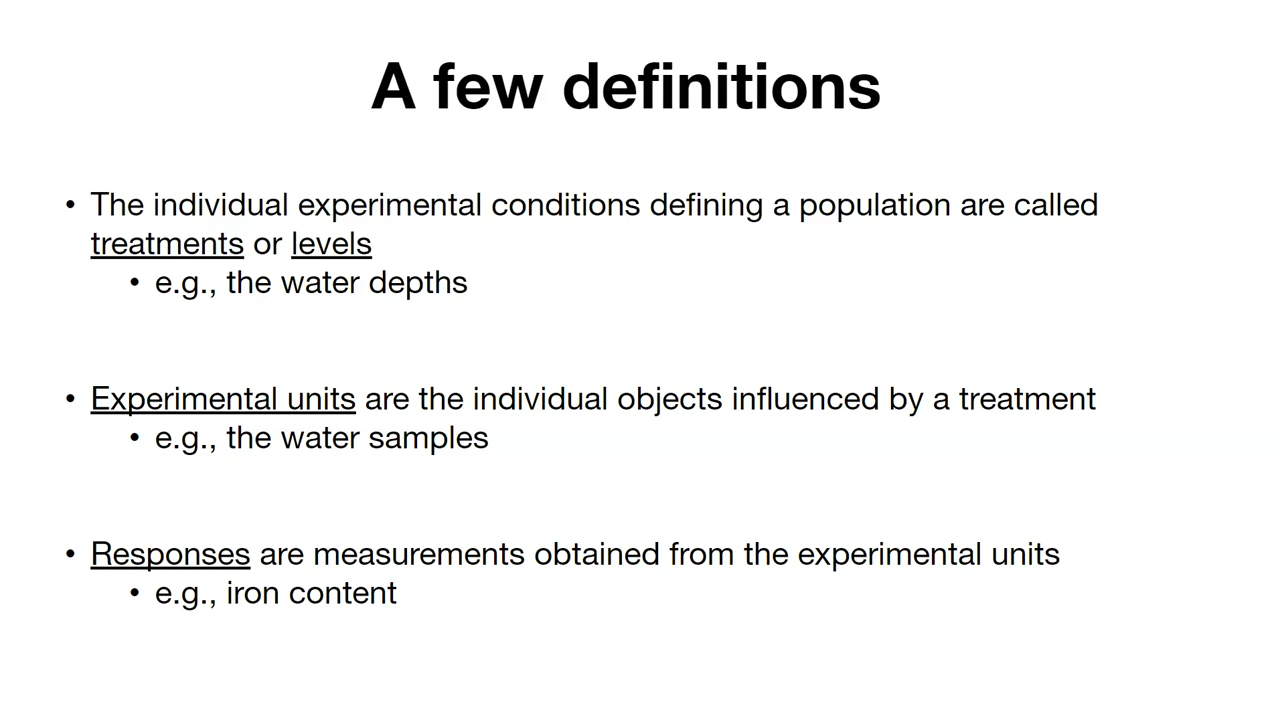 A few definitions
• The individual experimental conditions defining a population are called
treatments or levels
• e.g., the water depths
• Experimental units are the individual objects influenced by a treatment
• e.g., the water samples
• Responses are measurements obtained from the experimental units
• e.g., iron content